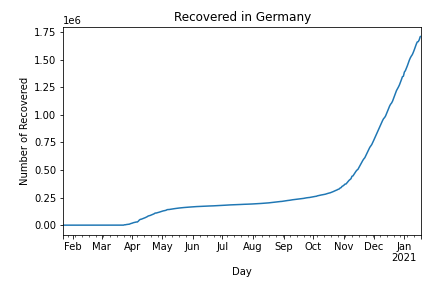 Recovered in Germany
1e6
1.75
1.50
1.25
1.00
0.75
0.50
0.25
0.00
Number of Recovered
Feb Mar Apr May Jun Jul Aug Sep Oct Nov Dec Jan
2021
Day